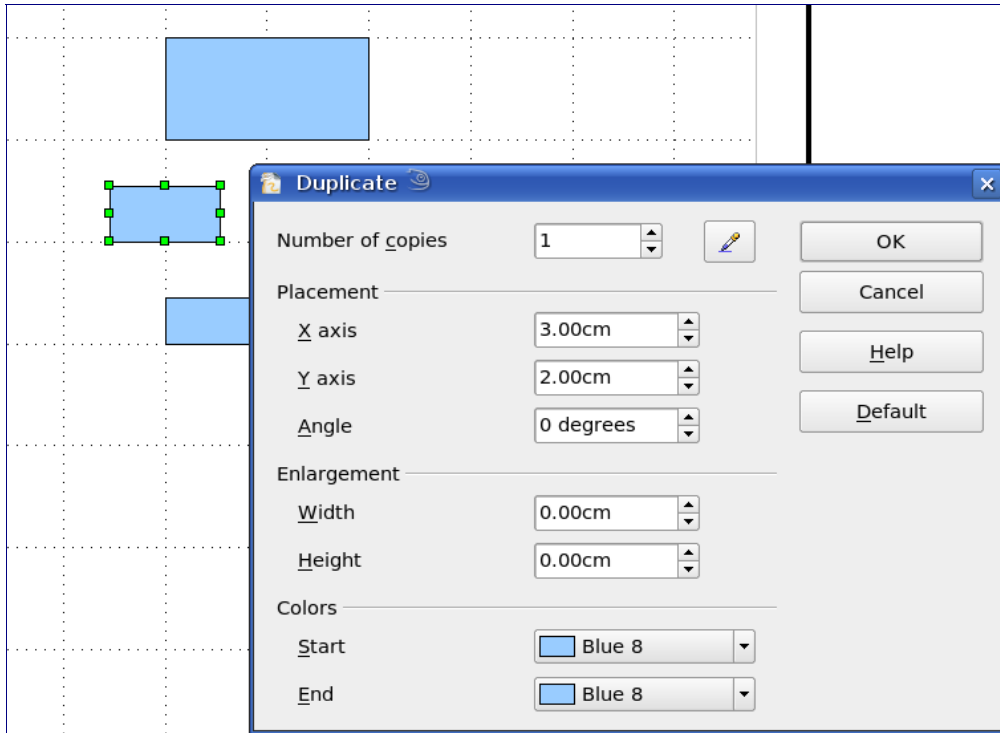 Duplicate
Number of copies 1
OK
Cancel
Placement
X axis 3.00cm
Help
Y axis 2.00cm
Default
Angle 0 degrees
Enlargement
Width 0.00cm
Height 0.00cm
Colors
Start Blue 8
End Blue 8